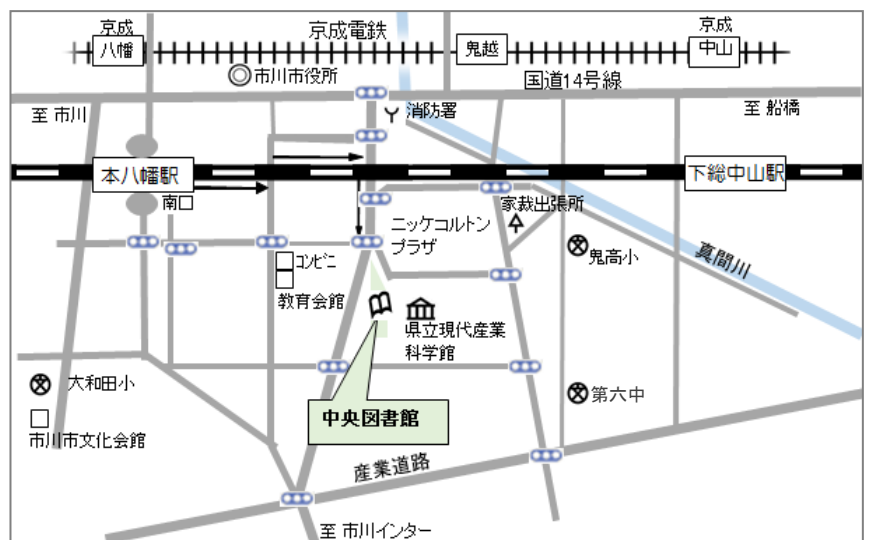 京成
八幡
京成電鉄
鬼越
京成
中山
市川市役所
国道14号線
至 市川
消防署
至 船橋
本八幡駅
下総中山駅
南口
家裁出張所
ニッケコルトン
プラザ
コンビニ
教育会館
鬼高小
真間川
県立現代産業
科学館
大和田小
市川市文化会館
中央図書館
第六中
産業道路
至 市川インター